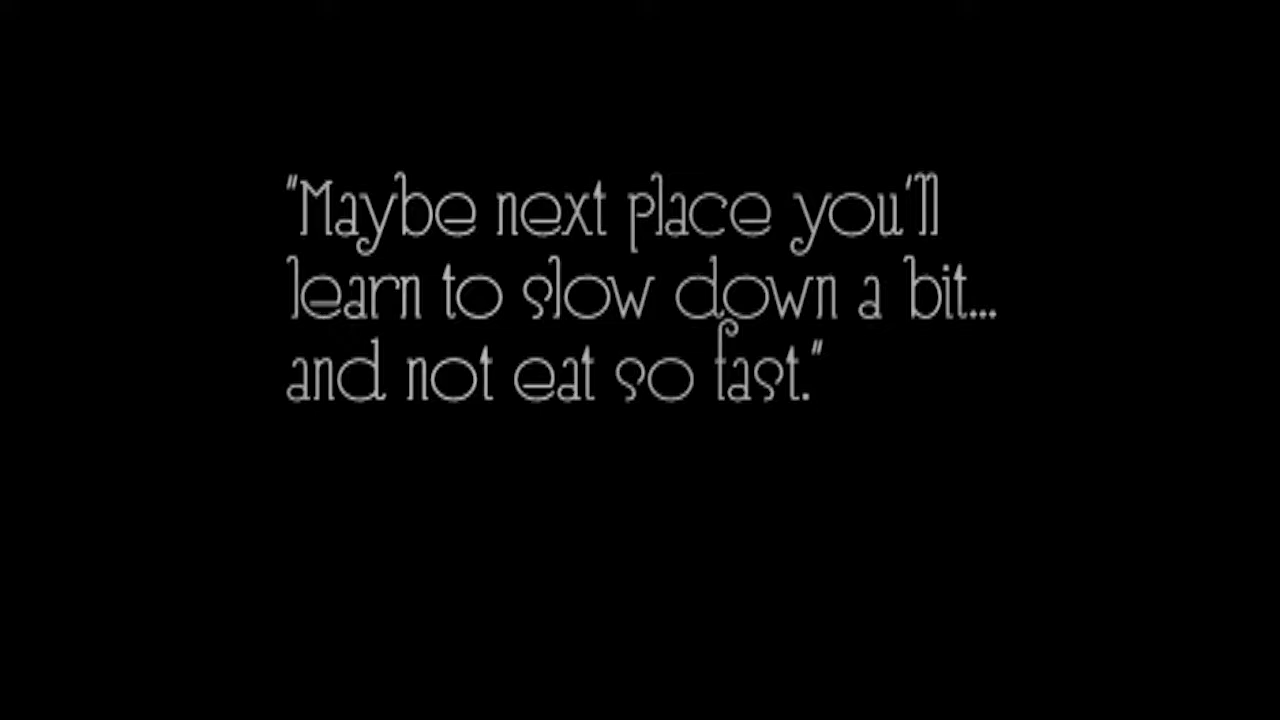 "Maybe next place you'll
learn to slow down a bit...
and not eat so fast."